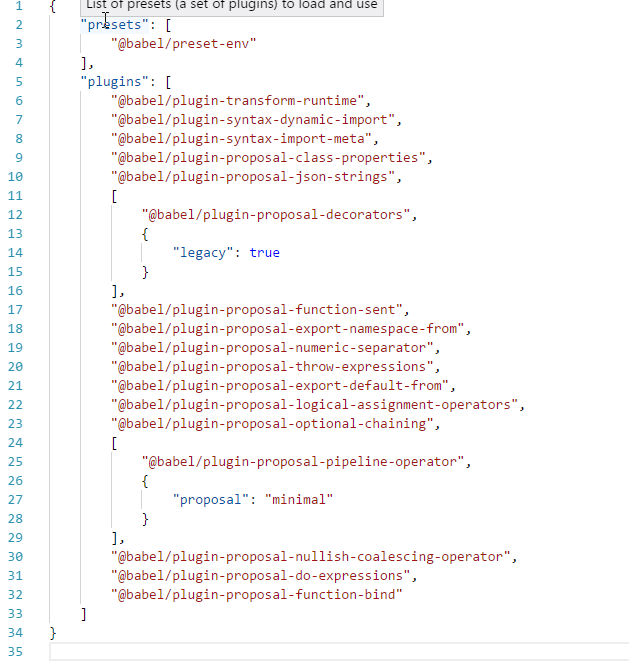 List of presets (a set of plugins) to load and use
1 {
2 "presets": [
3 "@babel/preset-env"
4 ],
5 "plugins": [
6 "@babel/plugin-transform-runtime",
7 "@babel/plugin-syntax-dynamic-import",
8 "@babel/plugin-syntax-import-meta",
9 "@babel/plugin-proposal-class-properties",
10 "@babel/plugin-proposal-json-strings",
11 [
12 "@babel/plugin-proposal-decorators",
13 {
14 "legacy": true
15 }
16 ],
17 "@babel/plugin-proposal-function-sent",
18 "@babel/plugin-proposal-export-namespace-from",
19 "@babel/plugin-proposal-numeric-separator",
20 "@babel/plugin-proposal-throw-expressions",
21 "@babel/plugin-proposal-export-default-from",
22 "@babel/plugin-proposal-logical-assignment-operators",
23 "@babel/plugin-proposal-optional-chaining",
24 [
25 "@babel/plugin-proposal-pipeline-operator",
26 {
27 "proposal": "minimal"
28 }
29 ],
30 "@babel/plugin-proposal-nullish-coalescing-operator",
31 "@babel/plugin-proposal-do-expressions",
32 "@babel/plugin-proposal-function-bind"
33 ]
34 }
35